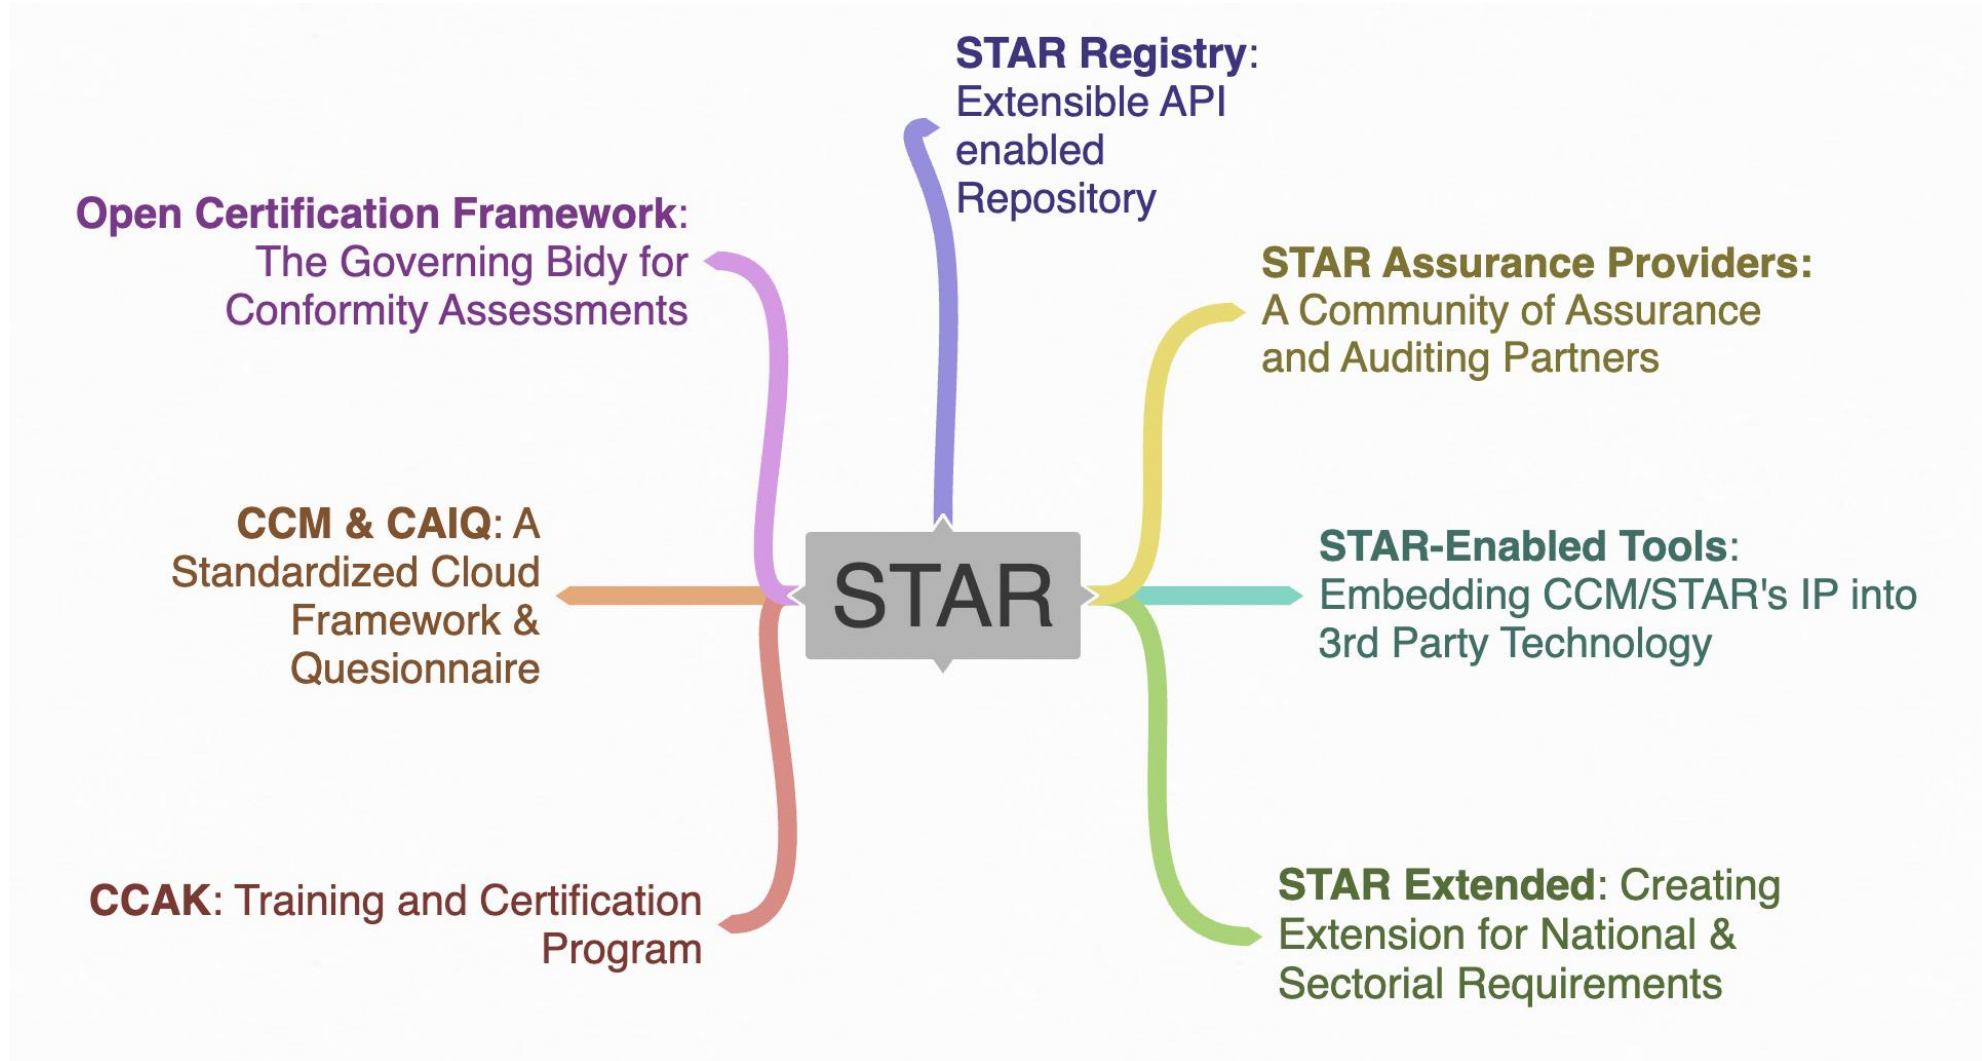 STAR Registry:
Extensible API
enabled
Repository
Open Certification Framework:
The Governing Bidy for
Conformity Assessments
STAR Assurance Providers:
A Community of Assurance
and Auditing Partners
CCM & CAIQ: A
Standardized Cloud
Framework &
Quesionnaire
STAR
STAR-Enabled Tools:
Embedding CCM/STAR's IP into
3rd Party Technology
CCAK: Training and Certification
Program
STAR Extended: Creating
Extension for National &
Sectorial Requirements